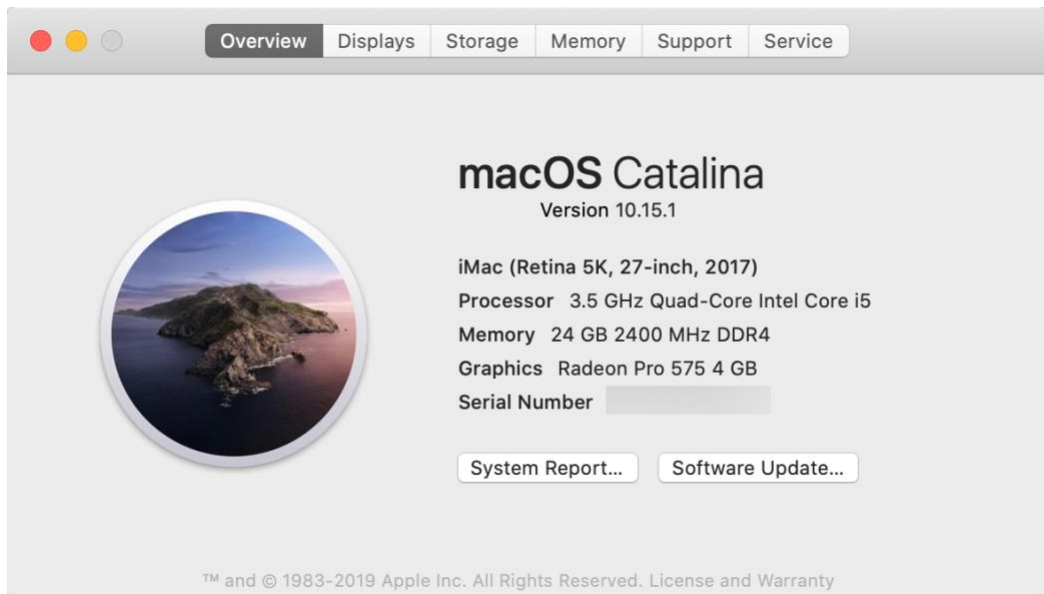 Overview Displays Storage Memory Support Service
macOS Catalina
Version 10.15.1
iMac (Retina 5K, 27-inch, 2017)
Processor 3.5 GHz Quad-Core Intel Core i5
Memory 24 GB 2400 MHz DDR4
Graphics Radeon Pro 575 4 GB
Serial Number
System Report... Software Update...
™ and © 1983-2019 Apple Inc. All Rights Reserved. License and Warranty